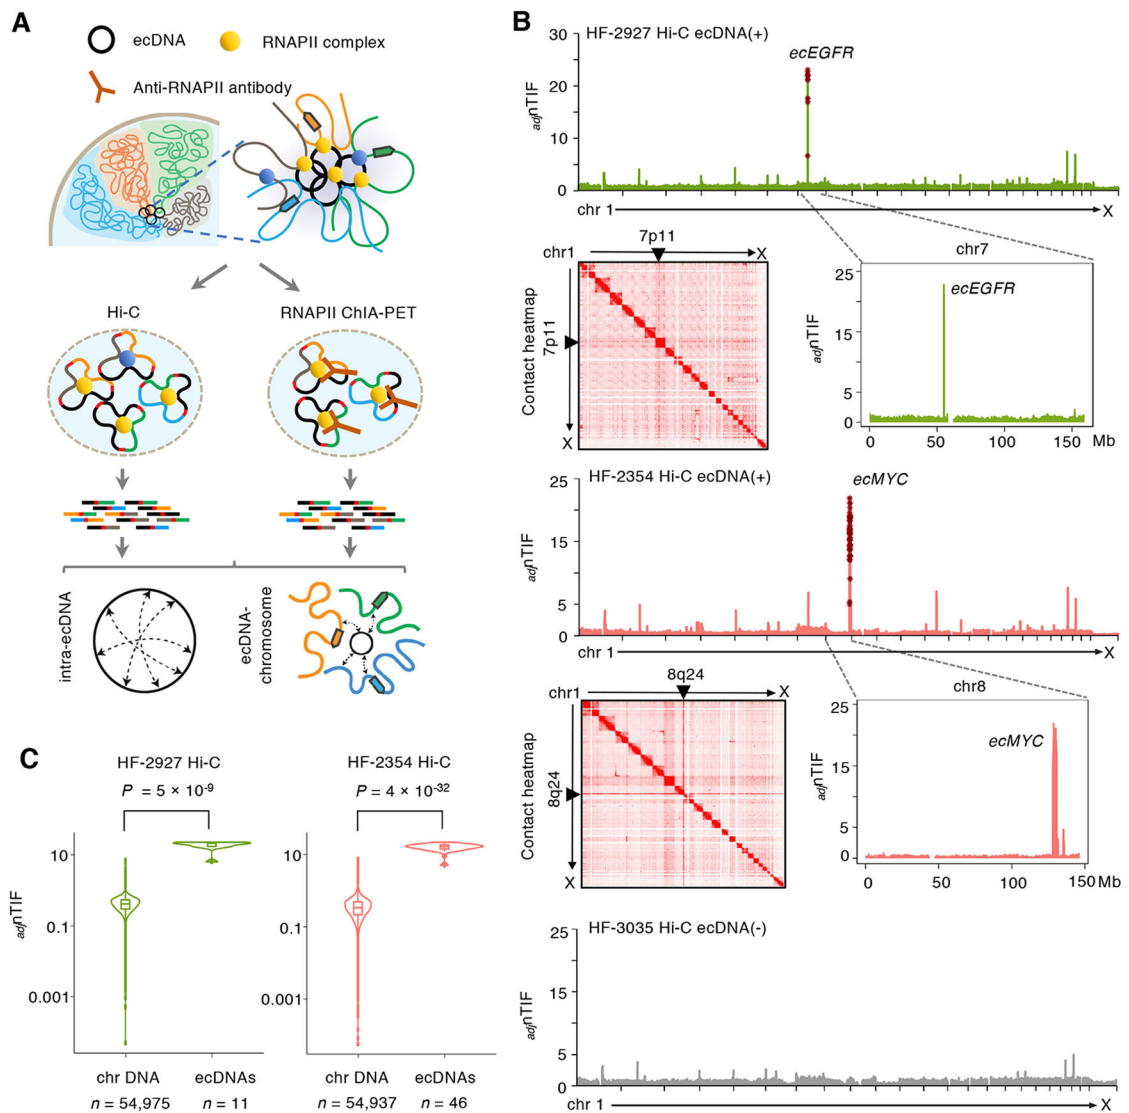 A
ecDNA
RNAPII complex
Anti-RNAPII antibody
Hi-C
RNAPII ChIA-PET
intra-ecDNA
ecDNA-
chromosome
B
HF-2927 Hi-C ecDNA(+)
ecEGFR
adjnTIF
30
20
10
5
0
chr 1
X
7p11
chr1
X
Contact heatmap
7p11
X
chr7
ecEGFR
adjnTIF
25
15
5
0
0
50
100
150
Mb
HF-2354 Hi-C ecDNA(+)
ecMYC
adjnTIF
25
15
5
0
chr 1
X
8q24
chr1
X
Contact heatmap
8q24
X
chr8
ecMYC
adjnTIF
25
15
5
0
0
50
100
150
Mb
HF-3035 Hi-C ecDNA(-)
adjnTIF
25
15
5
0
chr 1
X
C
HF-2927 Hi-C
P = 5 × 10-9
adjnTIF
10
0.1
0.001
chr DNA
ecDNAs
n = 54,975
n = 11
HF-2354 Hi-C
P = 4 × 10-32
10
0.1
0.001
chr DNA
ecDNAs
n = 54,937
n = 46